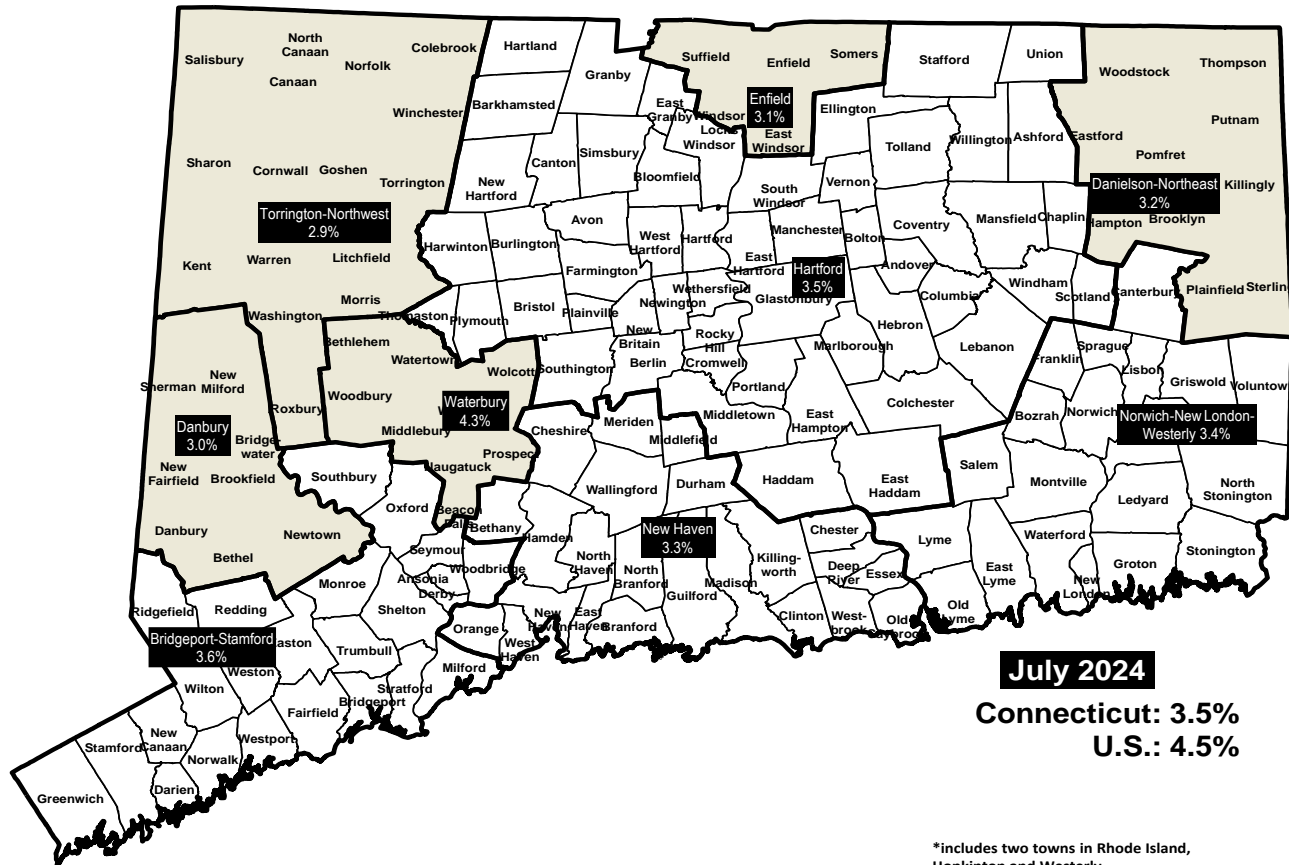 North
Canaan
Colebrook
Salisbury
Norfolk
Canaan
Winchester
Hartland
Granby
Barkhamsted
East
Granby
Suffield
Enfield
Somers
Enfield
3.1%
Windsor
Locks
Windsor
East
Windsor
Ellington
Stafford
Union
Woodstock
Thompson
Putnam
Eastford
Pomfret
Killingly
Danielson-Northeast
3.2%
Hampton
Brooklyn
Plainfield
Canterbury
Sharon
Cornwall
Goshen
Torrington
Torrington-Northwest
2.9%
Kent
Warren
Litchfield
Morris
Washington
Thomaston
New
Hartford
Canton
Simsbury
Bloomfield
South
Windsor
Vernon
Tolland
Willington
Ashford
Avon
West
Hartford
Hartford
Manchester
Bolton
Coventry
Mansfield
Chaplin
Harwinton
Burlington
Farmington
East
Hartford
Hartford
3.5%
Andover
Windham
Scotland
Columbia
Wethersfield
Newington
Glastonbury
Plymouth
Bristol
Plainville
New
Britain
Rocky
Hill
Cromwell
Berlin
Hebron
Marlborough
Lebanon
Southington
Portland
Colchester
Middletown
East
Hampton
Bethlehem
Watertown
Wolcott
Woodbury
Waterbury
4.3%
Middlebury
Prospect
Naugatuck
Beacon
Falls
Sherman
New
Milford
Roxbury
Danbury
3.0%
Bridge-
water
New
Fairfield
Brookfield
Danbury
Newtown
Bethel
Southbury
Oxford
Bethany
Seymour
Woodbridge
Ansonia
Derby
Monroe
Shelton
Cheshire
Meriden
Middlefield
Wallingford
Durham
Haddam
East
Haddam
New Haven
3.3%
Hamden
North
Haven
North
Branford
Guilford
Madison
Killing-
worth
Chester
Deep
River
Essex
Clinton
West-
brook
Old
Saybrook
New
Haven
East
Haven
Branford
Orange
West
Haven
Milford
Franklin
Sprague
Lisbon
Griswold
Bozrah
Norwich
Norwich-New London-
Westerly 3.4%
Salem
Montville
Ledyard
North
Stonington
Lyme
Waterford
East
Lyme
New
London
Groton
Stonington
Old
Lyme
Ridgefield
Redding
Bridgeport-Stamford
3.6%
Weston
Trumbull
Wilton
Stratford
Bridgeport
Fairfield
Westport
Stamford
New
Canaan
Norwalk
Darien
Greenwich
July 2024
Connecticut: 3.5%
U.S.: 4.5%
*includes two towns in Rhode Island,
Hopkinton and Westerly